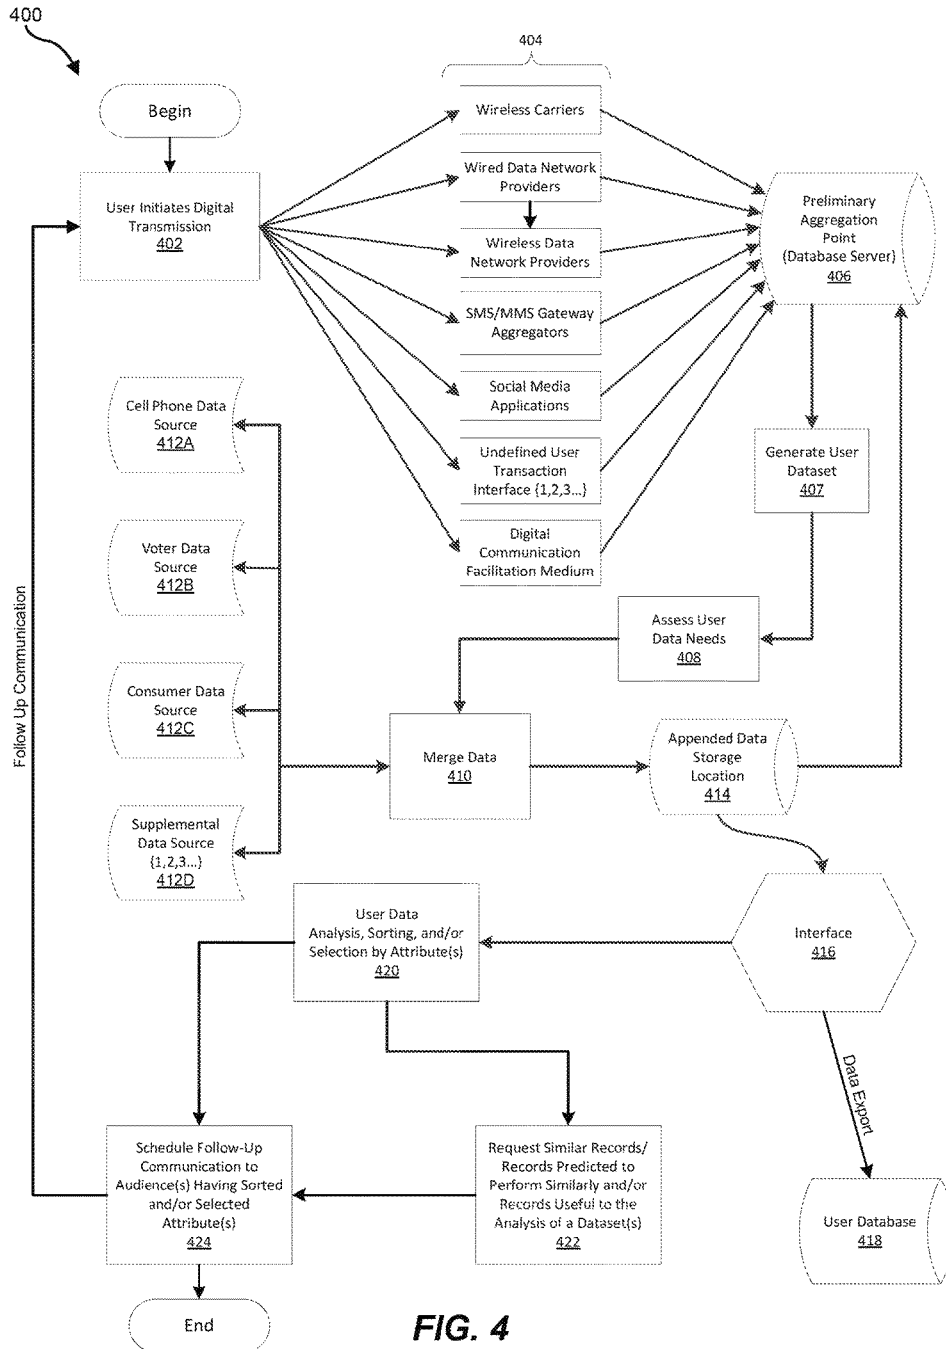 400
404
Begin
Wireless Carriers
User Initiates Digital
Transmission
402
Wired Data Network
Providers
Wireless Data
Network Providers
SMS/MMS Gateway
Aggregators
Social Media
Applications
Undefined User
Transaction
Interface {1,2,3...}
Digital
Communication
Facilitation Medium
Preliminary
Aggregation
Point
(Database Server)
406
Generate User
Dataset
407
Assess User
Data Needs
408
Cell Phone Data
Source
412A
Voter Data
Source
412B
Consumer Data
Source
412C
Supplemental
Data Source
{1,2,3...}
412D
Merge Data
410
Appended Data
Storage
Location
414
Interface
416
User Data
Analysis, Sorting, and/or
Selection by Attribute(s)
420
Data Export
User Database
418
Request Similar Records/
Records Predicted to
Perform Similarly and/or
Records Useful to the
Analysis of a Dataset(s)
422
Schedule Follow-Up
Communication to
Audience(s) Having Sorted
and/or Selected
Attribute(s)
424
Follow Up Communication
End
FIG. 4